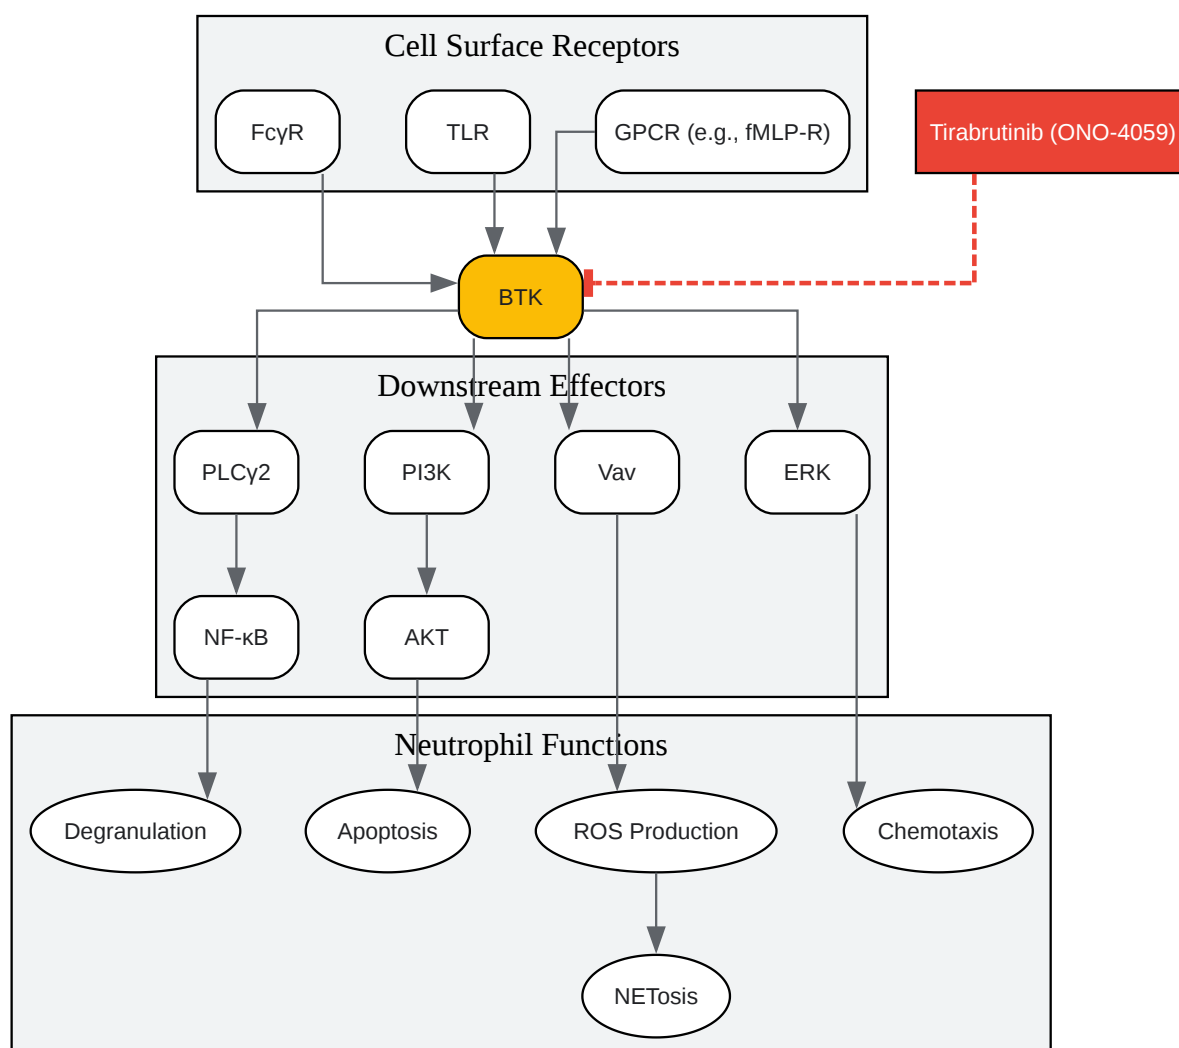 Cell Surface Receptors
FcγR
TLR
GPCR (e.g., fMLP-R)
Tirabrutinib (ONO-4059)
BTK
Downstream Effectors
PLCγ2
PI3K
Vav
ERK
NF-κB
AKT
Neutrophil Functions
Degranulation
Apoptosis
ROS Production
Chemotaxis
NETosis